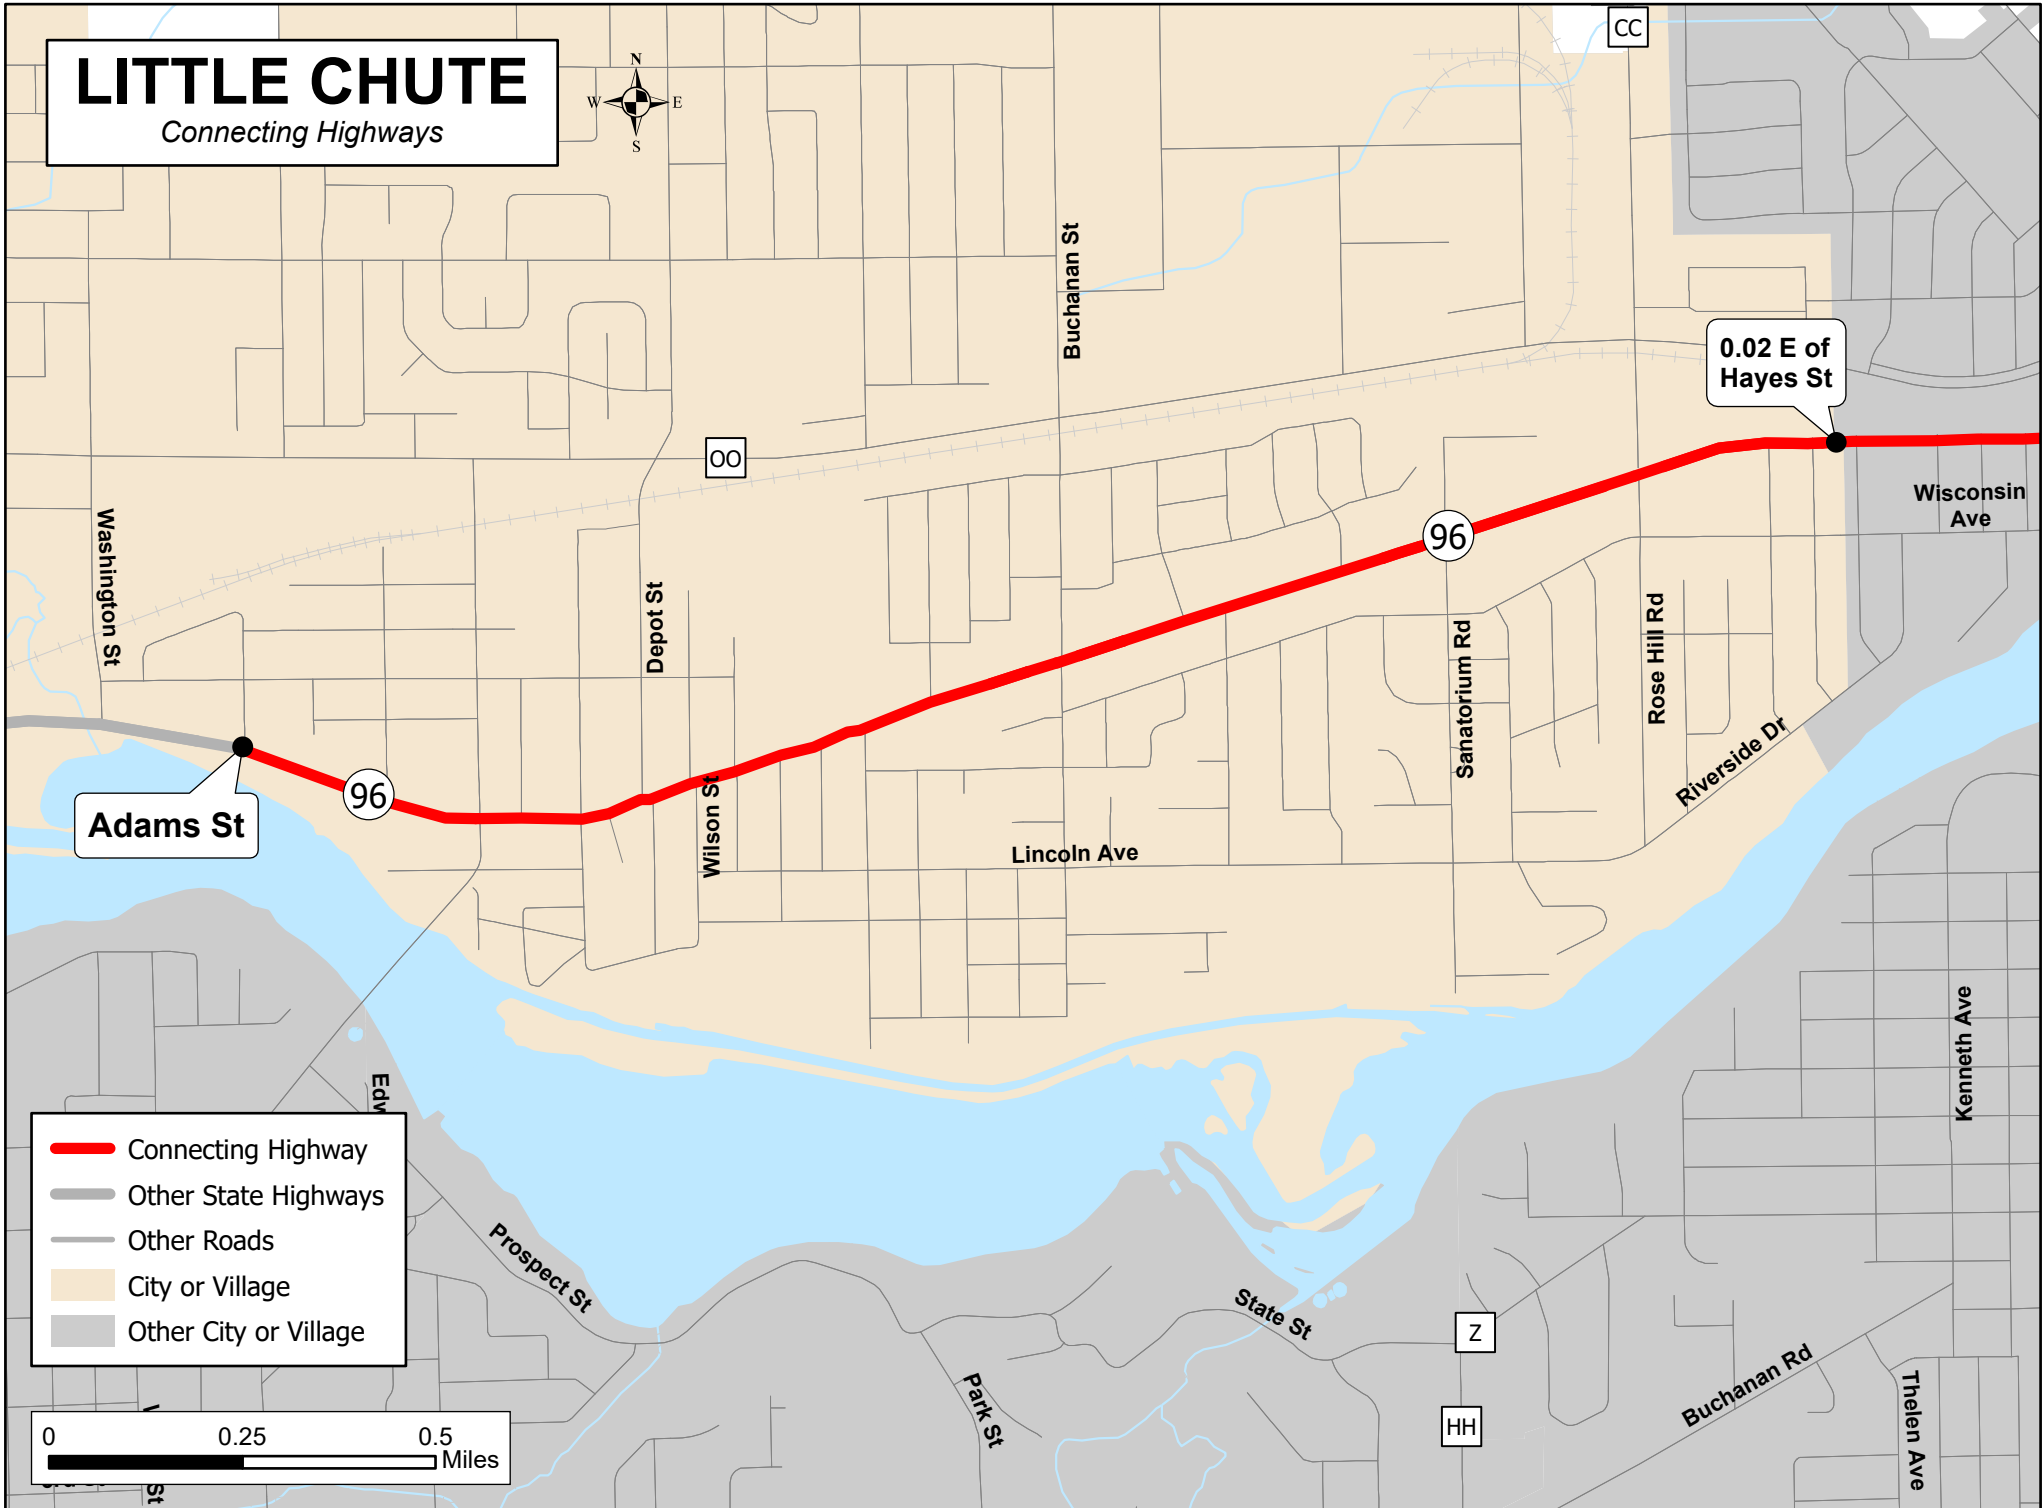 LITTLE CHUTE
Connecting Highways
N
W
E
S
CC
Buchanan St
0.02 E of
Hayes St
OO
Wisconsin
Ave
96
Washington St
Depot St
Rose Hill Rd
Sanatorium Rd
Riverside Dr
96
Adams St
Wilson St
Lincoln Ave
Kenneth Ave
Connecting Highway
Other State Highways
Other Roads
City or Village
Other City or Village
Prospect St
State St
Z
Buchanan Rd
Thelen Ave
Park St
HH
0
0.25
0.5
Miles
St